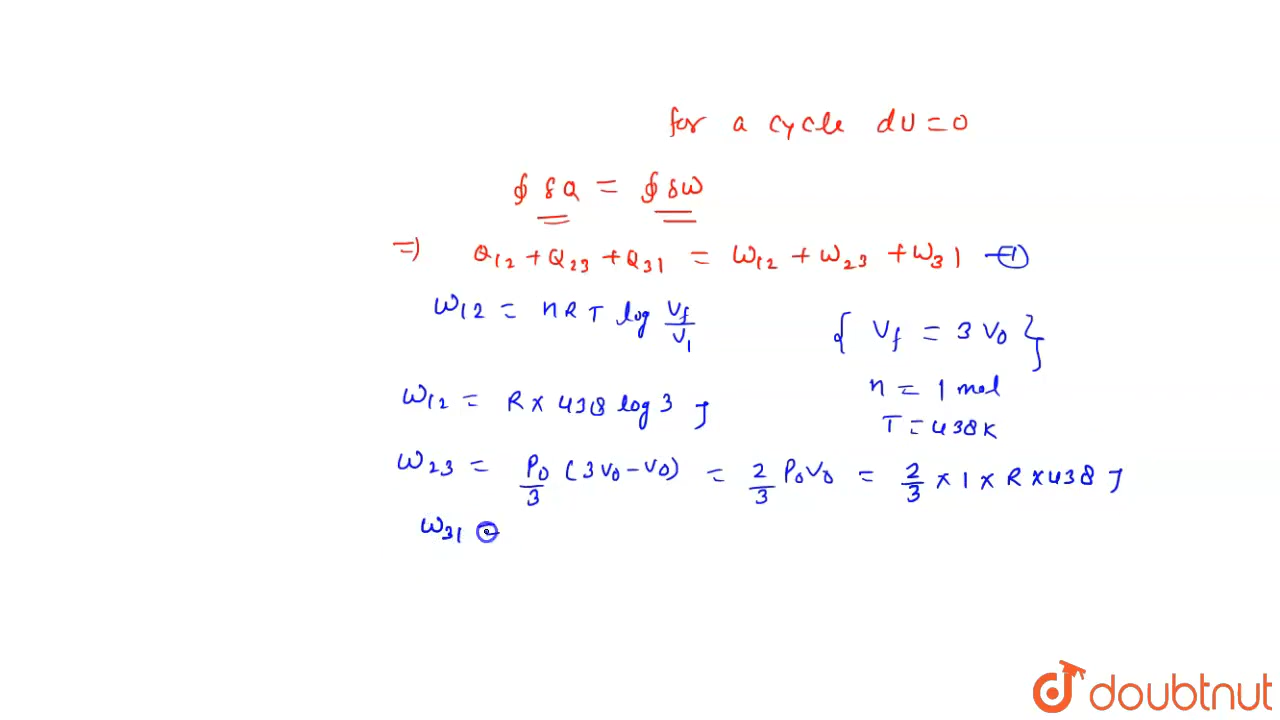 for a cycle dU = 0
∮ δQ = ∮ δW
⇒ Q12 + Q23 + Q31 = W12 + W23 + W31 —①
W12 = nRT log Vf/V1
{ Vf = 3V0 }
n = 1 mol
W12 = R × 438 log 3 J
T = 438 K
W23 = P0/3 (3V0 - V0) = 2/3 P0V0 = 2/3 × 1 × R × 438 J
W31 =
doubtnut